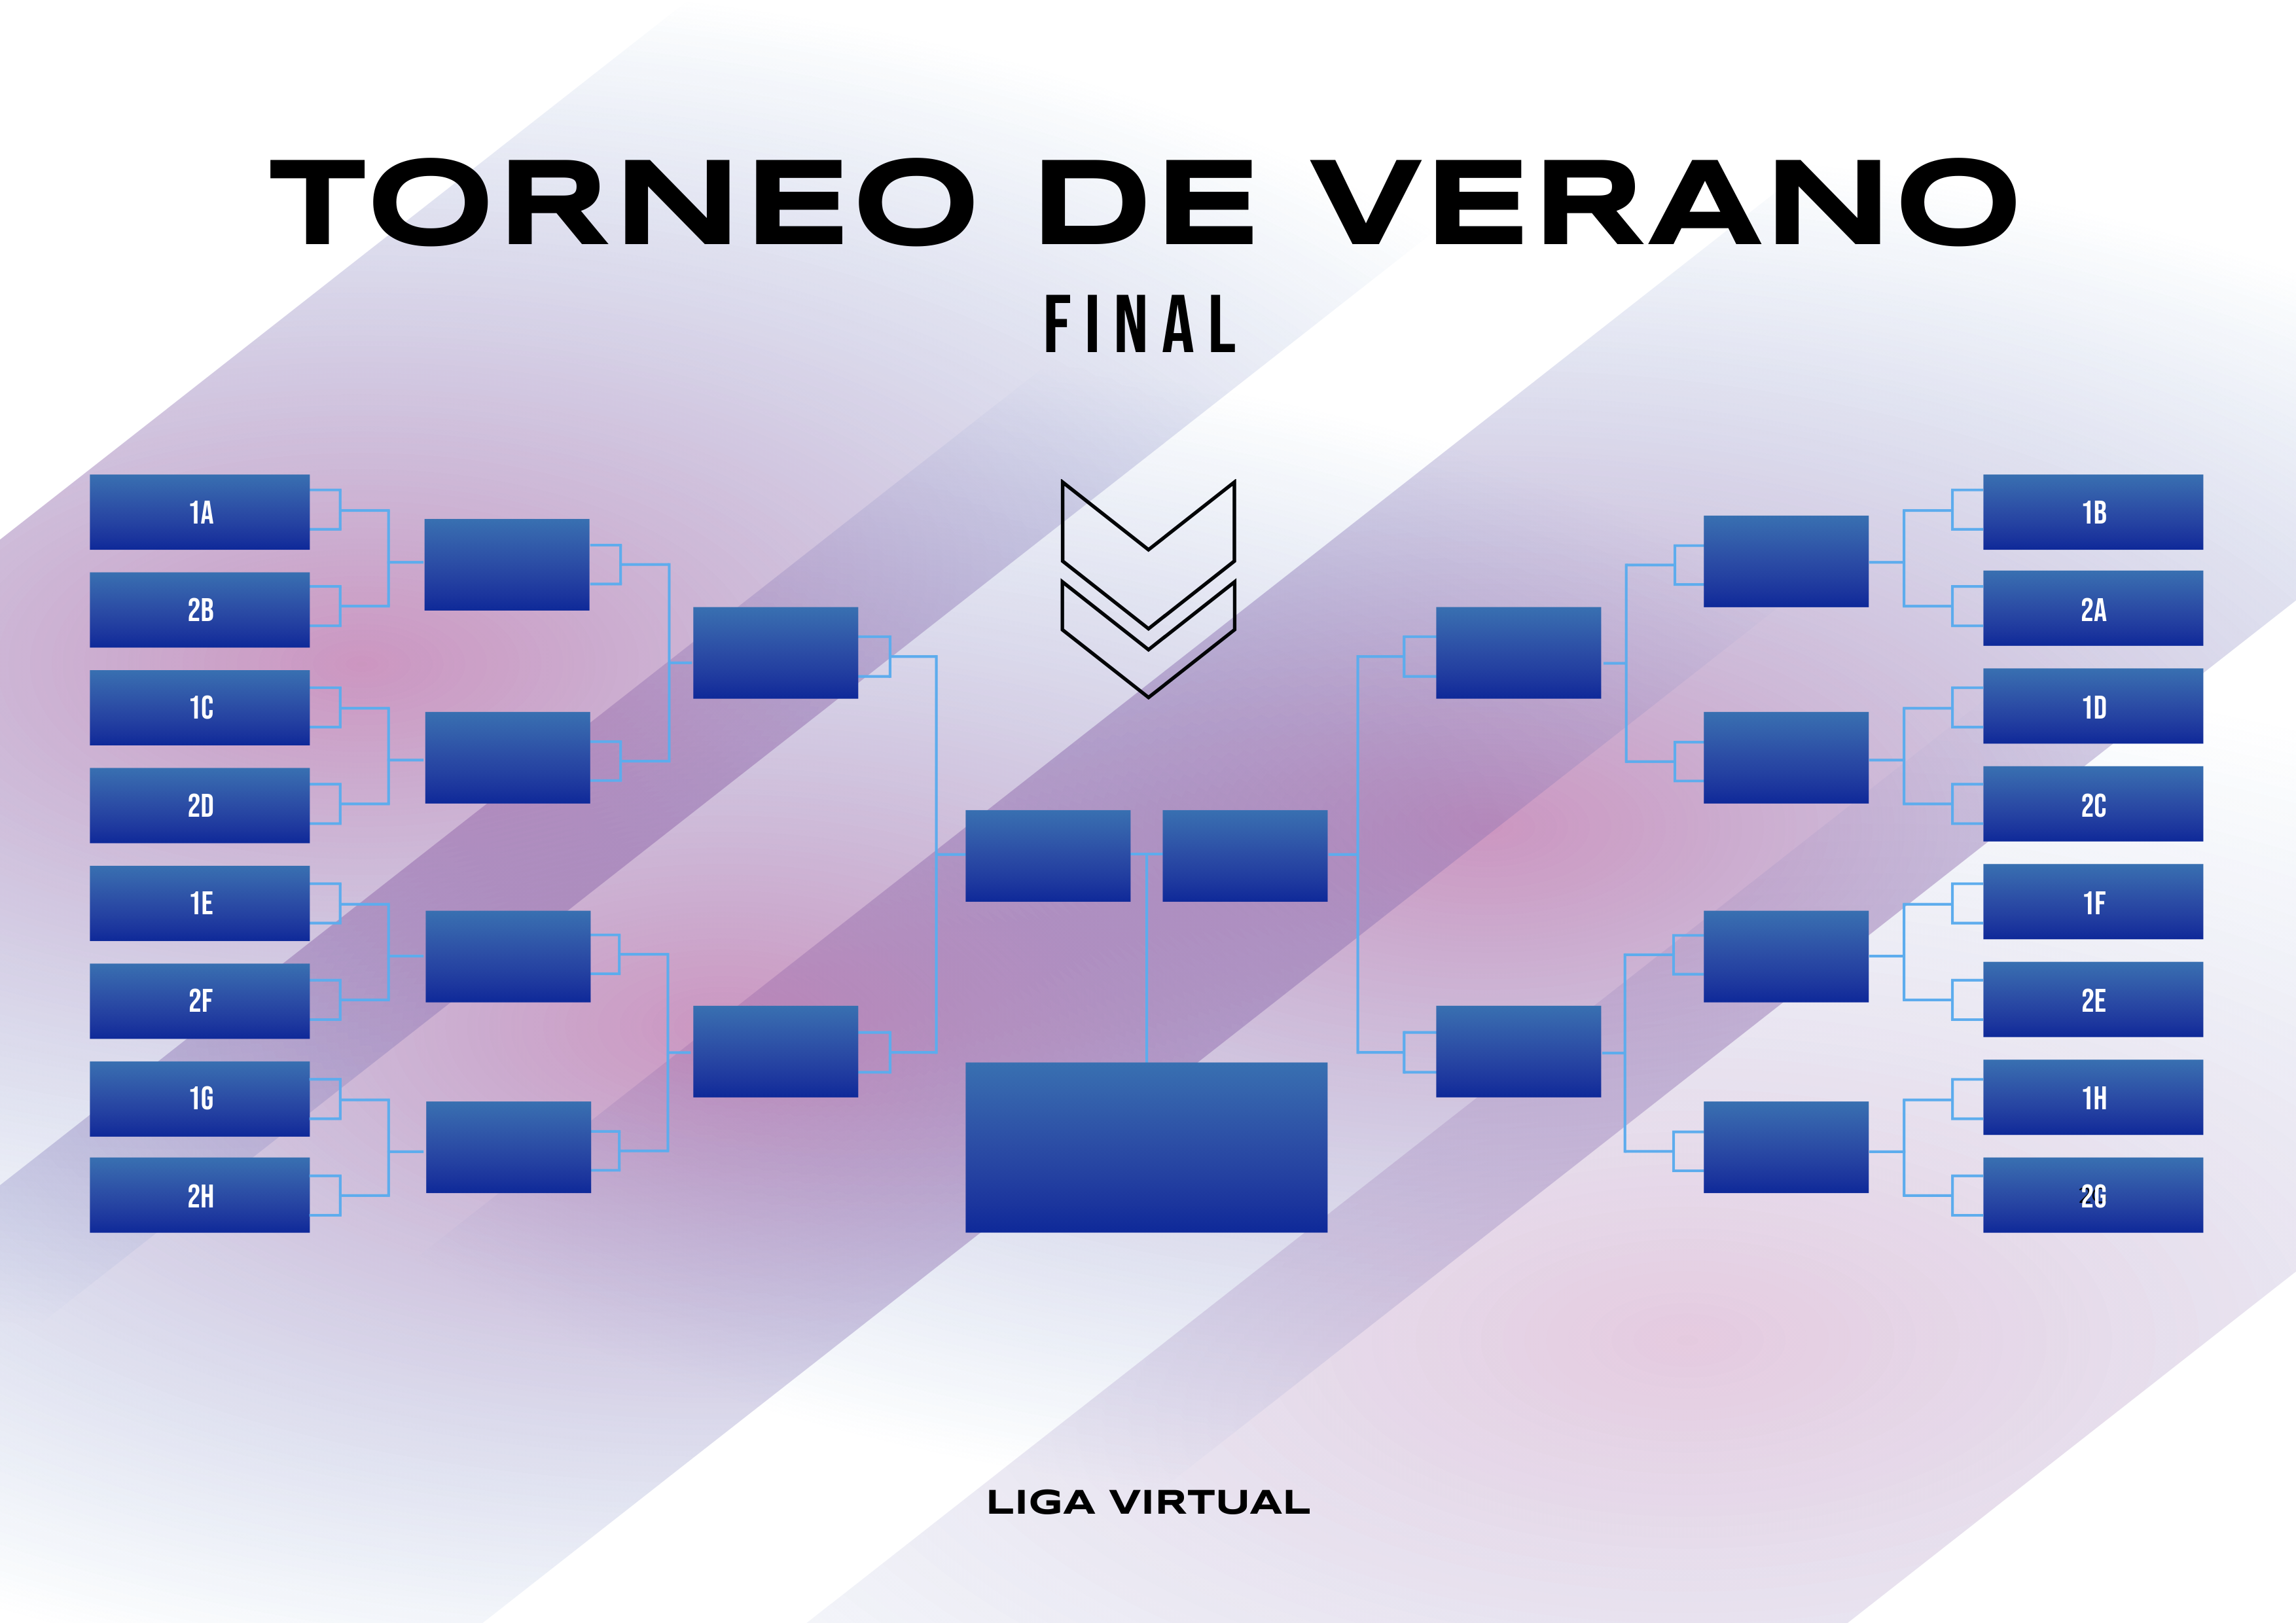 TORNEO DE VERANO
FINAL
1A
2B
1C
2D
1E
2F
1G
2H
1B
2A
1D
2C
1F
2E
1H
2G
LIGA VIRTUAL